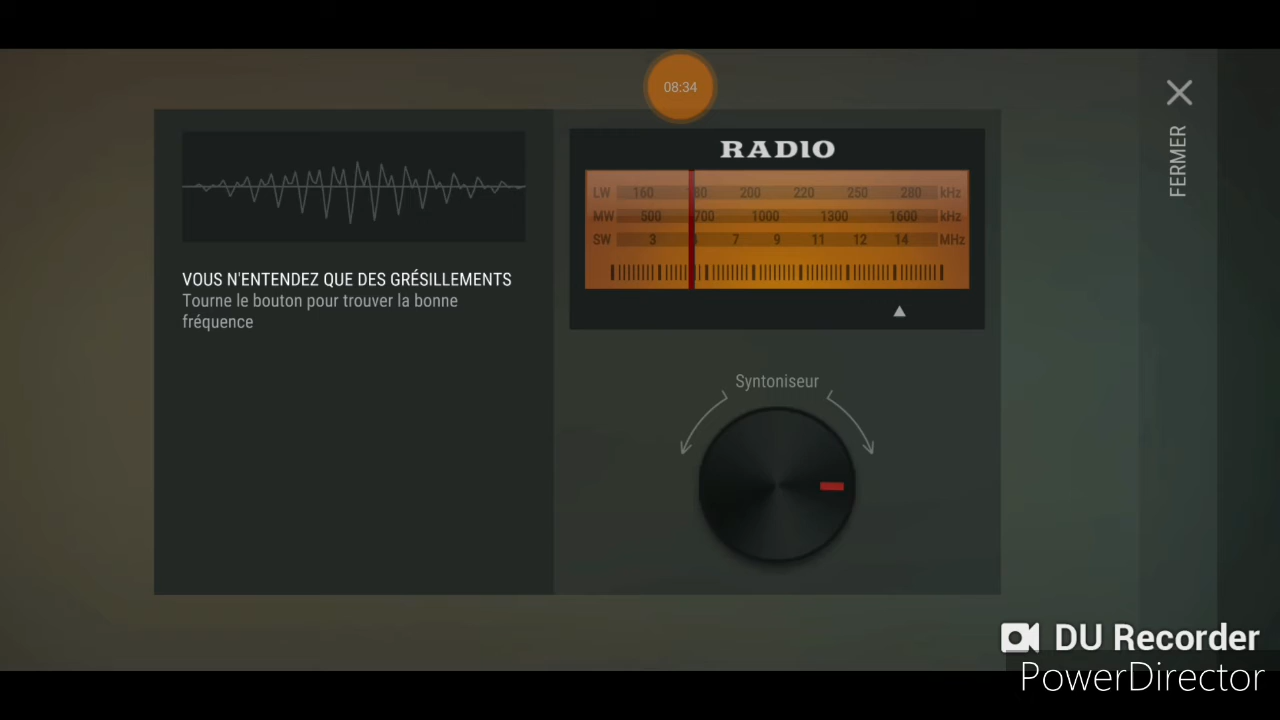 08:34
FERMER
VOUS N'ENTENDEZ QUE DES GRÉSILLEMENTS
Tourne le bouton pour trouver la bonne
fréquence
RADIO
LW 160 180 200 220 250 280 kHz
MW 500 700 1000 1300 1600 kHz
SW 3 4 7 9 11 12 14 MHz
Syntoniseur
DU Recorder
PowerDirector